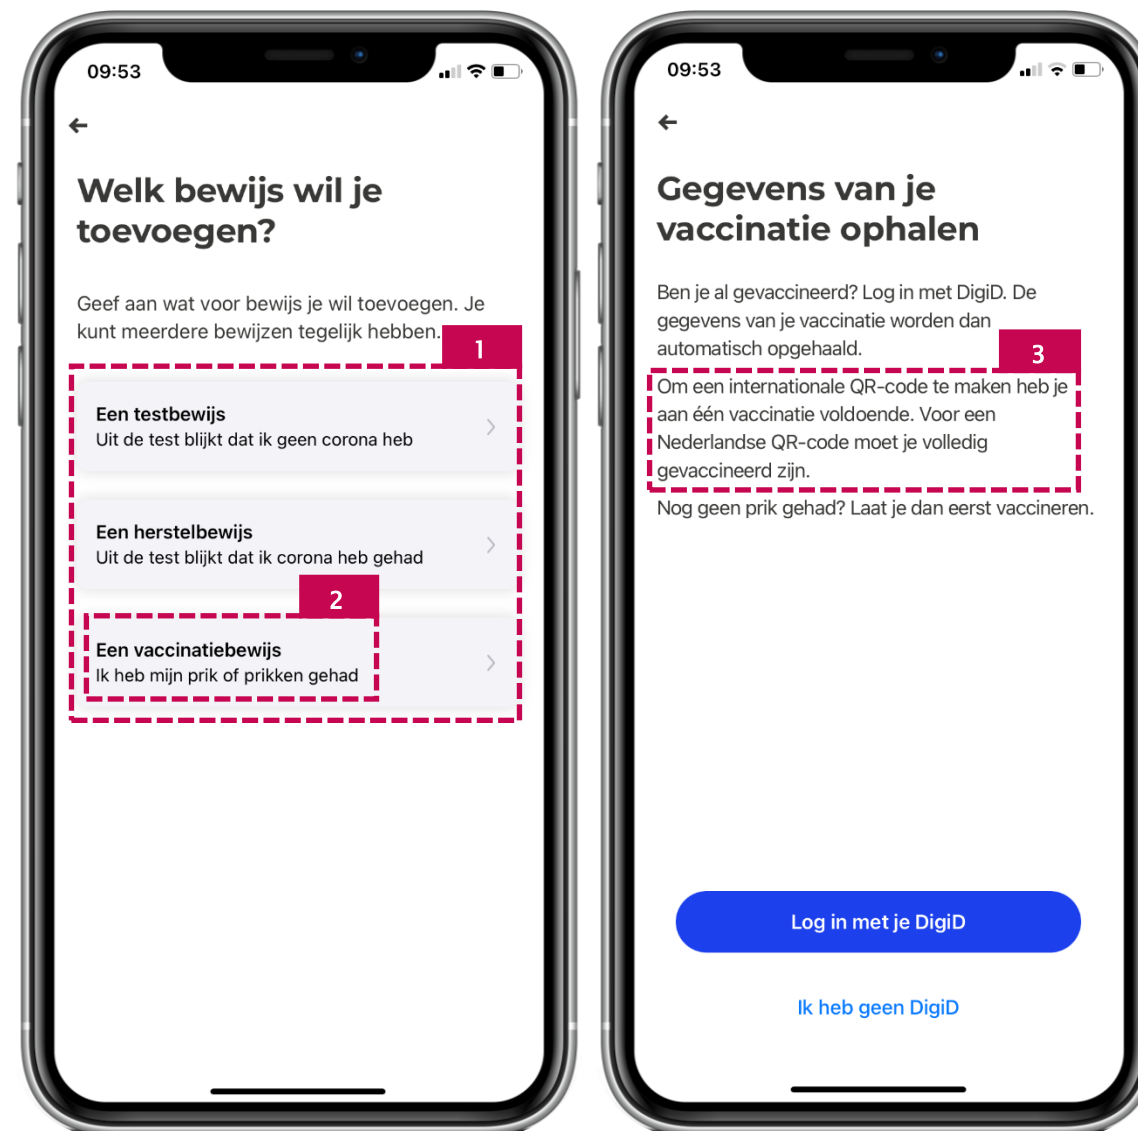 09:53
Welk bewijs wil je
toevoegen?
Geef aan wat voor bewijs je wil toevoegen. Je
kunt meerdere bewijzen tegelijk hebben.
1
Een testbewijs
Uit de test blijkt dat ik geen corona heb
Een herstelbewijs
Uit de test blijkt dat ik corona heb gehad
2
Een vaccinatiebewijs
Ik heb mijn prik of prikken gehad
09:53
Gegevens van je
vaccinatie ophalen
Ben je al gevaccineerd? Log in met DigiD. De
gegevens van je vaccinatie worden dan
automatisch opgehaald.
3
Om een internationale QR-code te maken heb je
aan één vaccinatie voldoende. Voor een
Nederlandse QR-code moet je volledig
gevaccineerd zijn.
Nog geen prik gehad? Laat je dan eerst vaccineren.
Log in met je DigiD
Ik heb geen DigiD